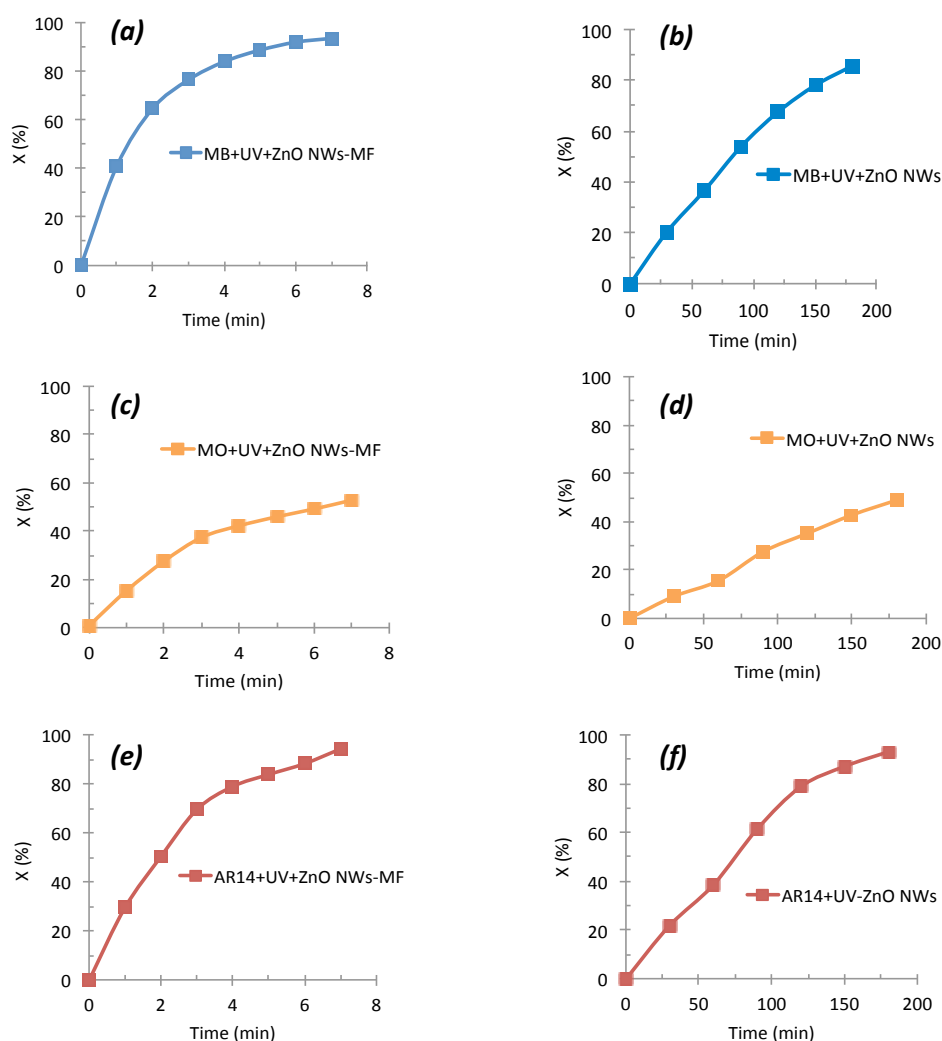 (a)
100
80
60
40
20
0
X (%)
MB+UV+ZnO NWs-MF
0 2 4 6 8
Time (min)
(b)
100
80
60
40
20
0
X (%)
MB+UV+ZnO NWs
0 50 100 150 200
Time (min)
(c)
100
80
60
40
20
0
X (%)
MO+UV+ZnO NWs-MF
0 2 4 6 8
Time (min)
(d)
100
80
60
40
20
0
X (%)
MO+UV+ZnO NWs
0 50 100 150 200
Time (min)
(e)
100
80
60
40
20
0
X (%)
AR14+UV+ZnO NWs-MF
0 2 4 6 8
Time (min)
(f)
100
80
60
40
20
0
X (%)
AR14+UV-ZnO NWs
0 50 100 150 200
Time (min)